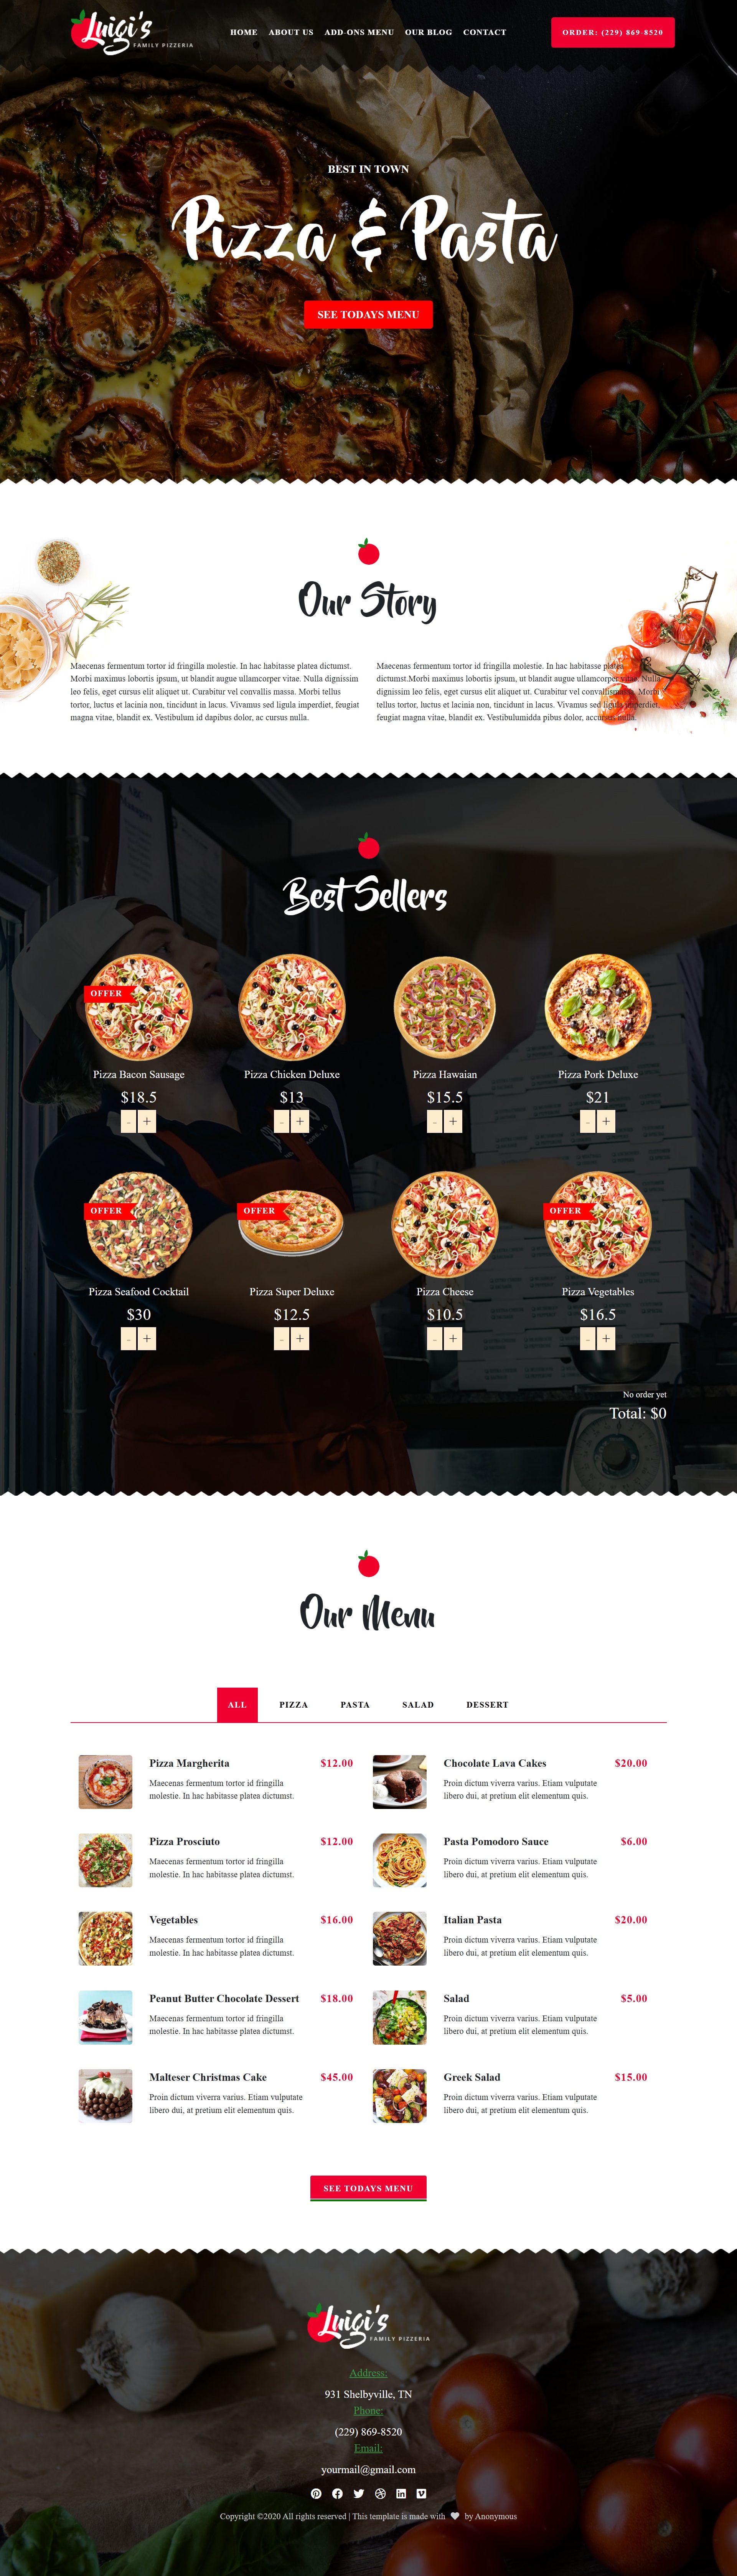 Luigi's
FAMILY PIZZERIA
HOME ABOUT US ADD-ONS MENU OUR BLOG CONTACT
ORDER: (229) 869-8520
BEST IN TOWN
Pizza & Pasta
SEE TODAYS MENU
Our Story
Maecenas fermentum tortor id fringilla molestie. In hac habitasse platea dictumst.
Morbi maximus lobortis ipsum, ut blandit augue ullamcorper vitae. Nulla dignissim
leo felis, eget cursus elit aliquet ut. Curabitur vel convallis massa. Morbi tellus
tortor, luctus et lacinia non, tincidunt in lacus. Vivamus sed ligula imperdiet, feugiat
magna vitae, blandit ex. Vestibulum id dapibus dolor, ac cursus nulla.
Maecenas fermentum tortor id fringilla molestie. In hac habitasse platea
dictumst.Morbi maximus lobortis ipsum, ut blandit augue ullamcorper vitae. Nulla
dignissim leo felis, eget cursus elit aliquet ut. Curabitur vel convallismassa. Morbi
tellus tortor, luctus et lacinia non, tincidunt in lacus. Vivamus sed ligula imperdiet,
feugiat magna vitae, blandit ex. Vestibulumidda pibus dolor, accursus nulla.
Best Sellers
OFFER
Pizza Bacon Sausage
$18.5
- +
Pizza Chicken Deluxe
$13
- +
Pizza Hawaian
$15.5
- +
Pizza Pork Deluxe
$21
- +
OFFER
Pizza Seafood Cocktail
$30
- +
OFFER
Pizza Super Deluxe
$12.5
- +
Pizza Cheese
$10.5
- +
OFFER
Pizza Vegetables
$16.5
- +
No order yet
Total: $0
Our Menu
ALL PIZZA PASTA SALAD DESSERT
Pizza Margherita $12.00
Maecenas fermentum tortor id fringilla
molestie. In hac habitasse platea dictumst.
Chocolate Lava Cakes $20.00
Proin dictum viverra varius. Etiam vulputate
libero dui, at pretium elit elementum quis.
Pizza Prosciuto $12.00
Maecenas fermentum tortor id fringilla
molestie. In hac habitasse platea dictumst.
Pasta Pomodoro Sauce $6.00
Proin dictum viverra varius. Etiam vulputate
libero dui, at pretium elit elementum quis.
Vegetables $16.00
Maecenas fermentum tortor id fringilla
molestie. In hac habitasse platea dictumst.
Italian Pasta $20.00
Proin dictum viverra varius. Etiam vulputate
libero dui, at pretium elit elementum quis.
Peanut Butter Chocolate Dessert $18.00
Maecenas fermentum tortor id fringilla
molestie. In hac habitasse platea dictumst.
Salad $5.00
Proin dictum viverra varius. Etiam vulputate
libero dui, at pretium elit elementum quis.
Malteser Christmas Cake $45.00
Proin dictum viverra varius. Etiam vulputate
libero dui, at pretium elit elementum quis.
Greek Salad $15.00
Proin dictum viverra varius. Etiam vulputate
libero dui, at pretium elit elementum quis.
SEE TODAYS MENU
Luigi's
FAMILY PIZZERIA
Address:
931 Shelbyville, TN
Phone:
(229) 869-8520
Email:
yourmail@gmail.com
Copyright ©2020 All rights reserved | This template is made with by Anonymous